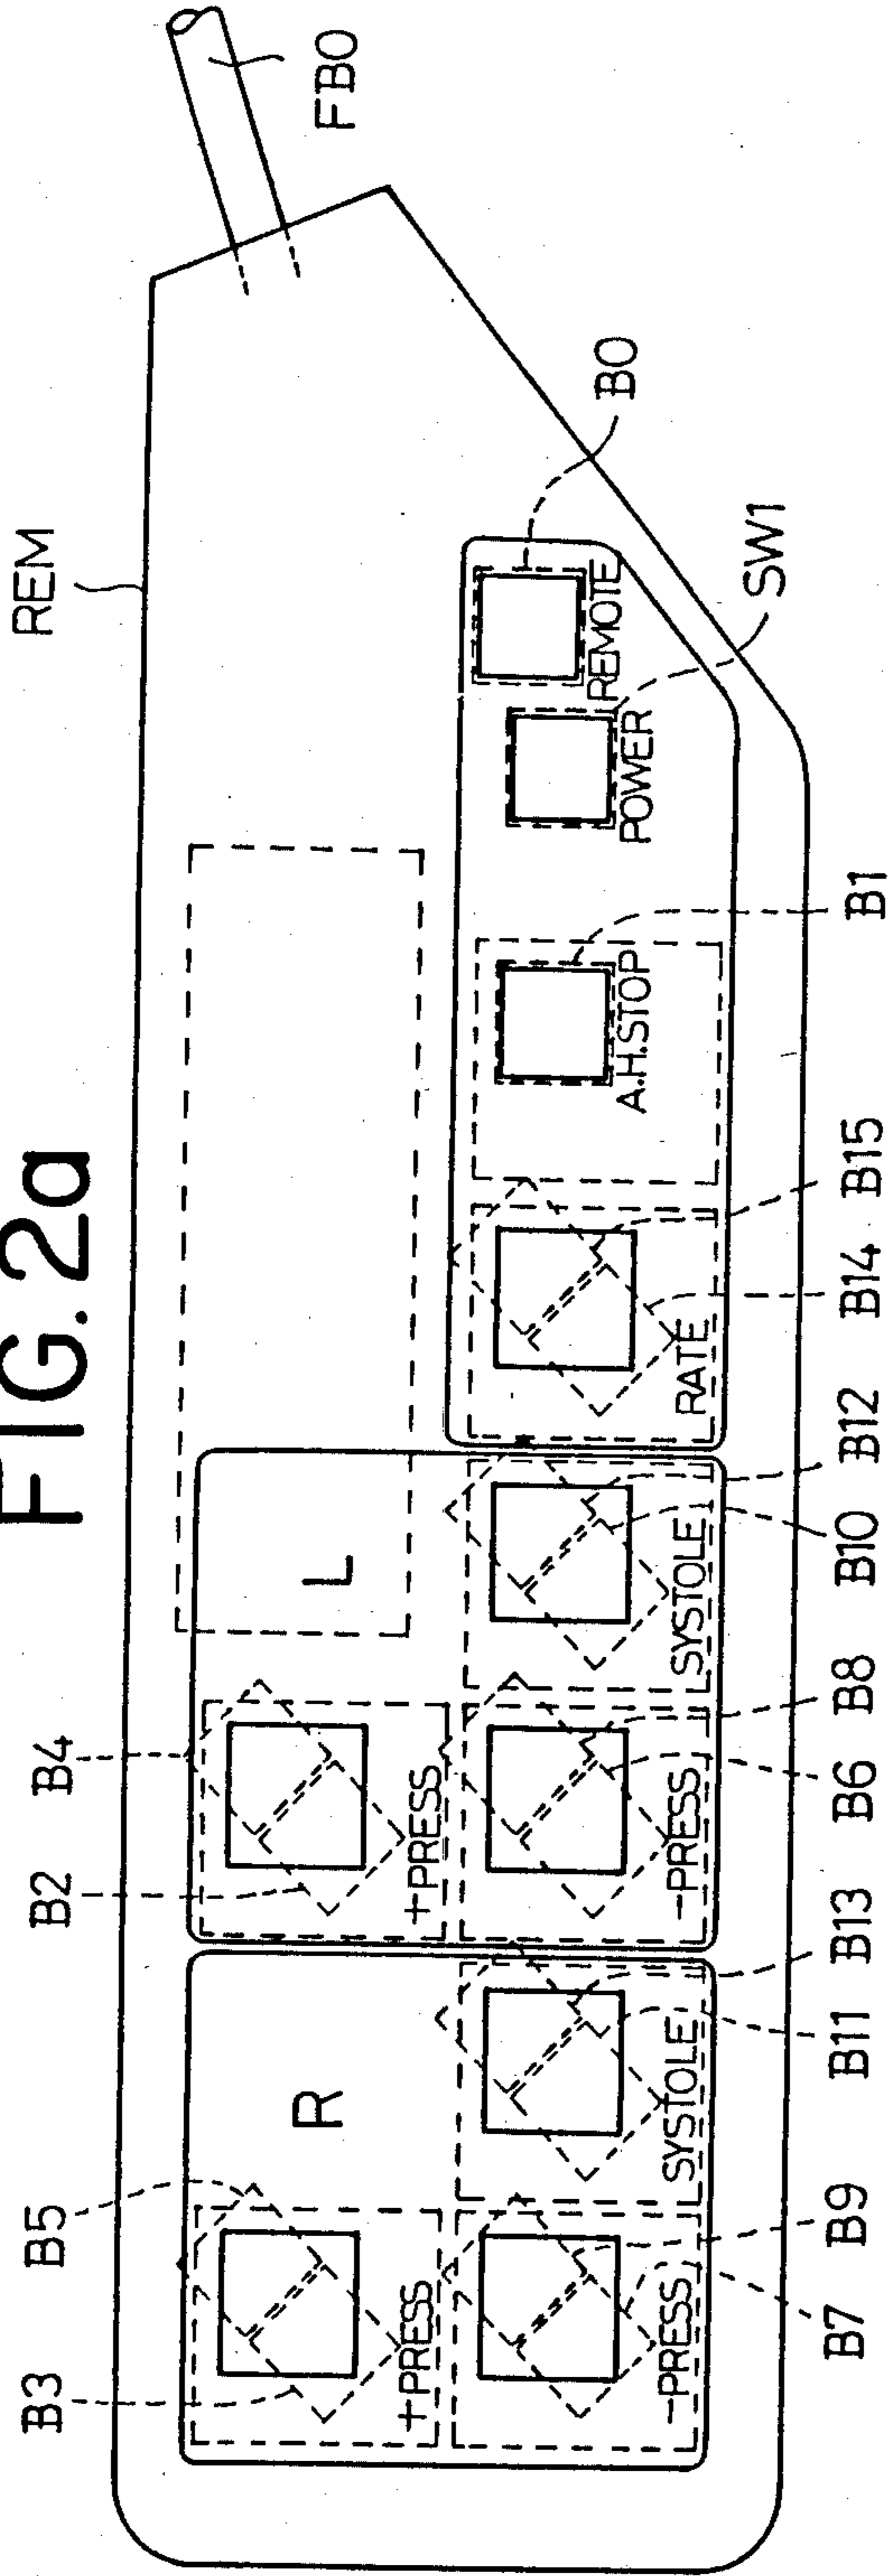 FIG. 2a
REM
FB0
B4
B2
B5
B3
L
R
+PRESS
+PRESS
REMOTE
POWER
A.H.STOP
RATE
SYSTOLE
-PRESS
SYSTOLE
-PRESS
B0
SW1
B1
B15
B14
B12
B10
B8
B6
B13
B11
B9
B7